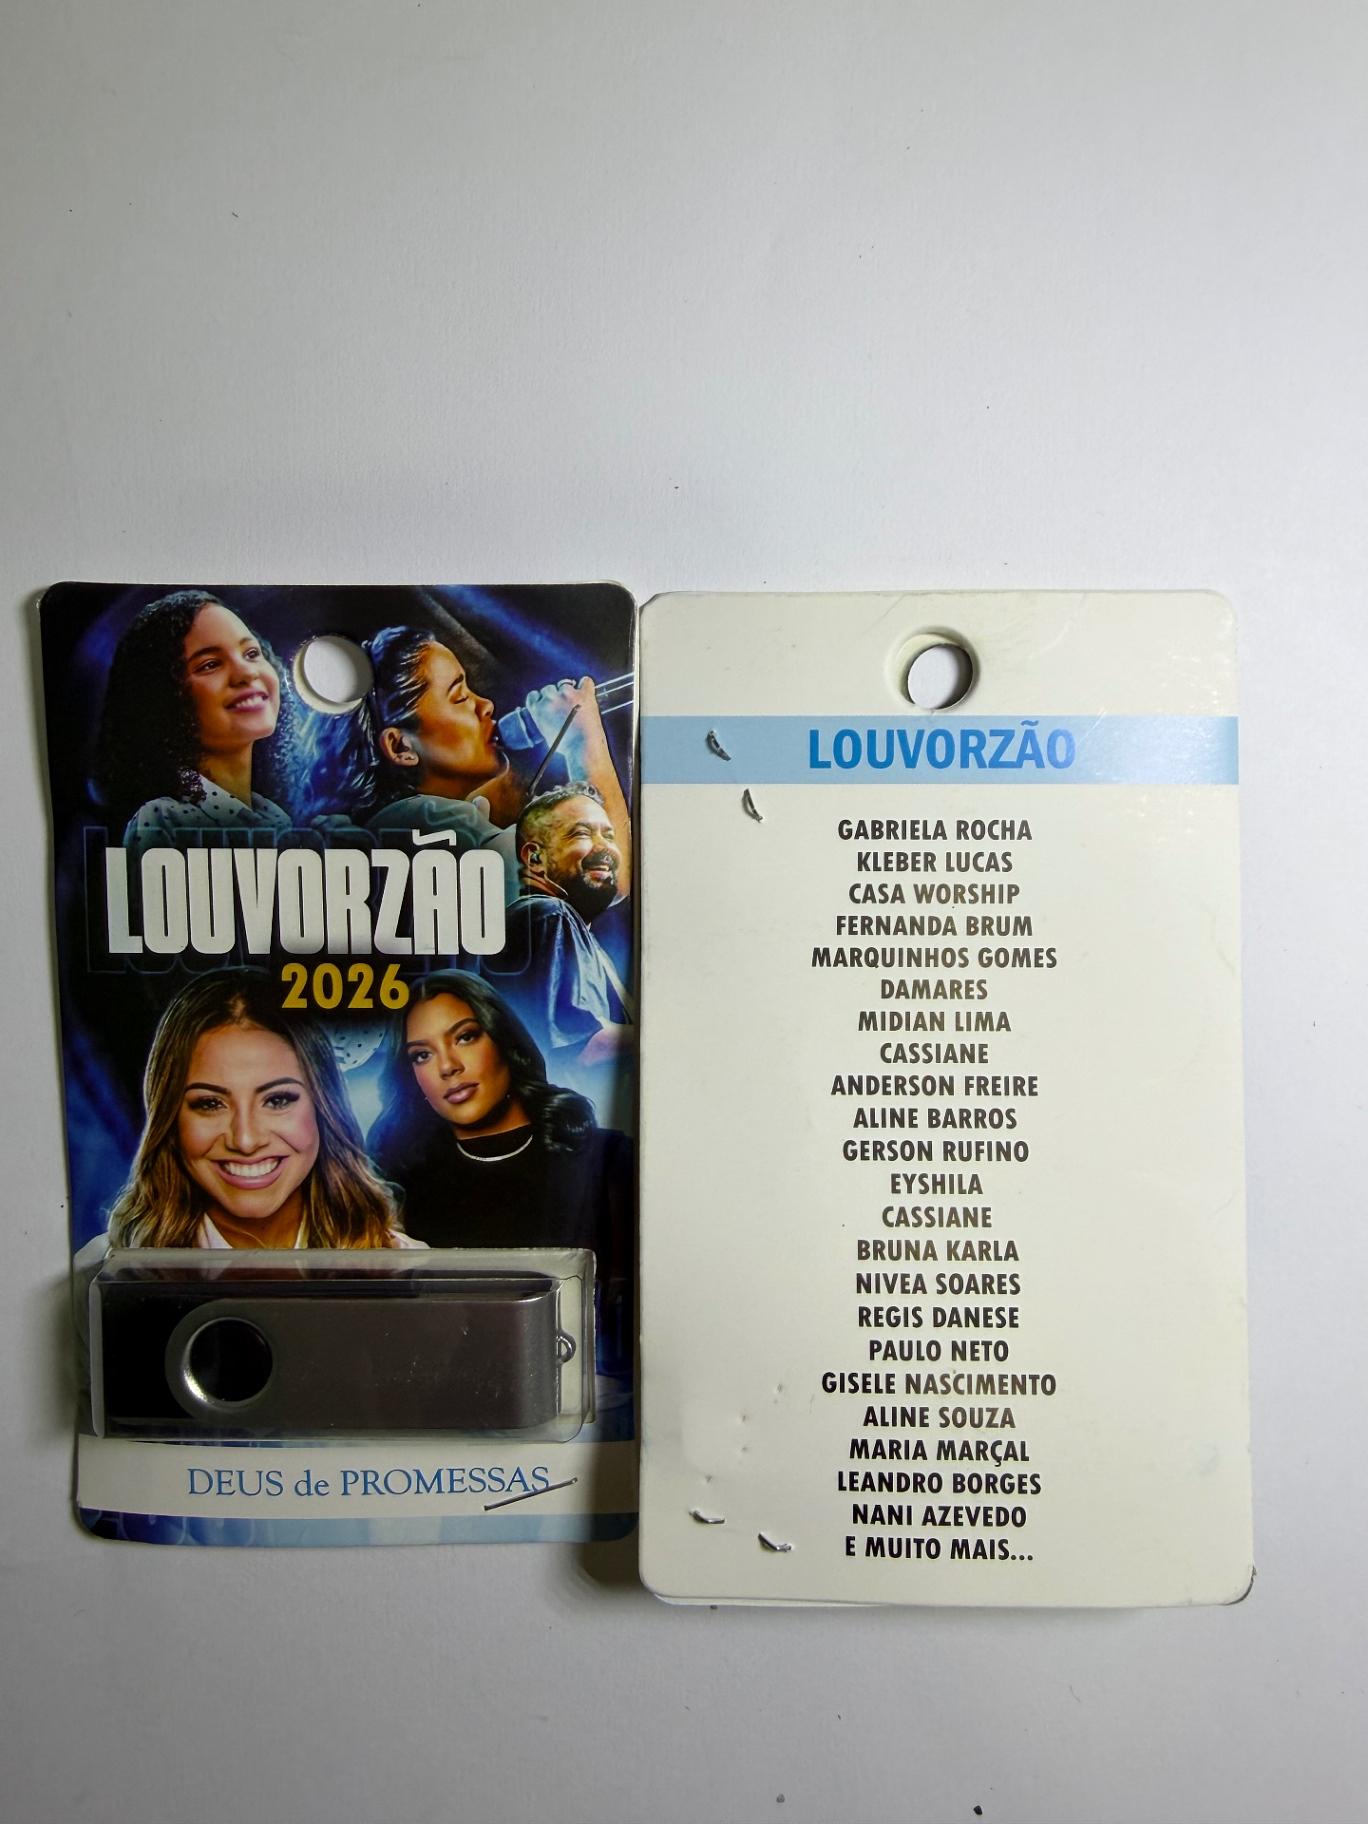 LOUVORZÃO
2026
DEUS de PROMESSAS
LOUVORZÃO
GABRIELA ROCHA
KLEBER LUCAS
CASA WORSHIP
FERNANDA BRUM
MARQUINHOS GOMES
DAMARES
MIDIAN LIMA
CASSIANE
ANDERSON FREIRE
ALINE BARROS
GERSON RUFINO
EYSHILA
CASSIANE
BRUNA KARLA
NIVEA SOARES
REGIS DANESE
PAULO NETO
GISELE NASCIMENTO
ALINE SOUZA
MARIA MARÇAL
LEANDRO BORGES
NANI AZEVEDO
E MUITO MAIS...